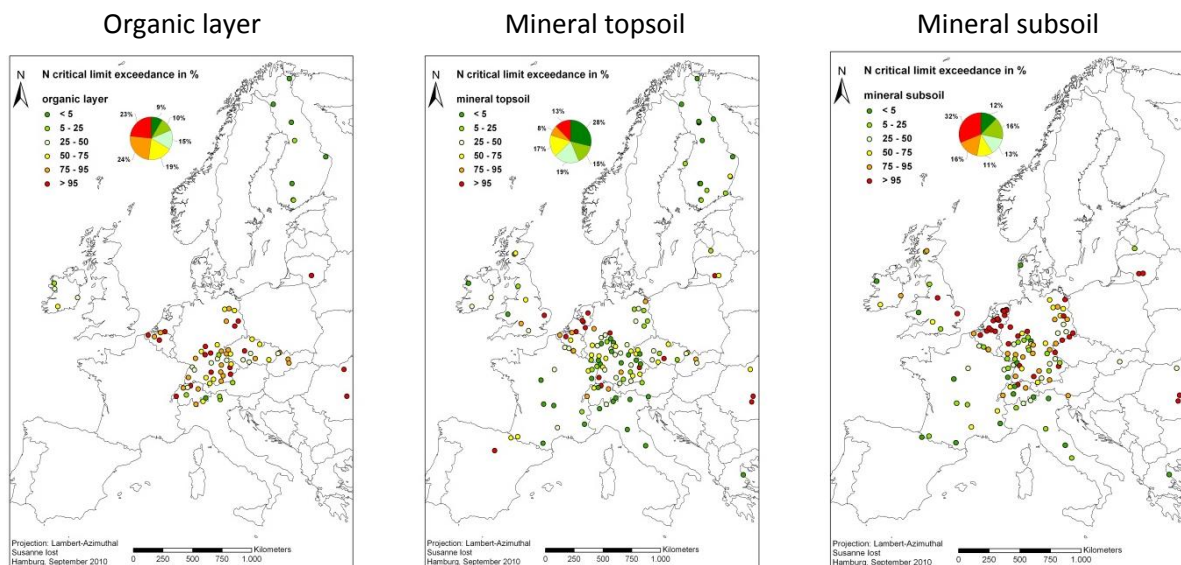 Organic layer
N
N critical limit exceedance in %
organic layer
< 5
5 - 25
25 - 50
50 - 75
75 - 95
> 95
9%
10%
15%
19%
24%
23%
0 250 500 750 1.000
Kilometers
Projection: Lambert-Azimuthal
Susanne Iost
Hamburg, September 2010
Mineral topsoil
N
N critical limit exceedance in %
mineral topsoil
< 5
5 - 25
25 - 50
50 - 75
75 - 95
> 95
28%
15%
19%
17%
8%
13%
0 250 500 750 1.000
Kilometers
Projection: Lambert-Azimuthal
Susanne Iost
Hamburg, September 2010
Mineral subsoil
N
N critical limit exceedance in %
mineral subsoil
< 5
5 - 25
25 - 50
50 - 75
75 - 95
> 95
12%
16%
13%
11%
16%
32%
0 250 500 750 1.000
Kilometers
Projection: Lambert-Azimuthal
Susanne Iost
Hamburg, September 2010